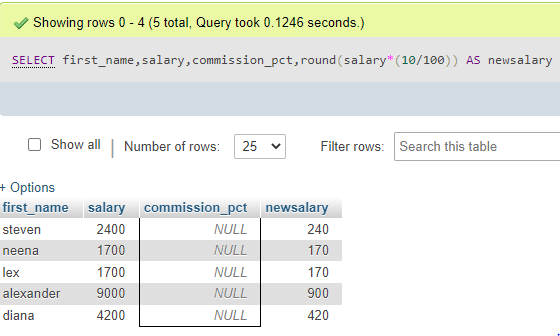 Showing rows 0 - 4 (5 total, Query took 0.1246 seconds.)
SELECT first_name,salary,commission_pct,round(salary*(10/100)) AS newsalary
Show all | Number of rows: 25 Filter rows: Search this table
+ Options
first_name salary commission_pct newsalary
steven 2400 NULL 240
neena 1700 NULL 170
lex 1700 NULL 170
alexander 9000 NULL 900
diana 4200 NULL 420